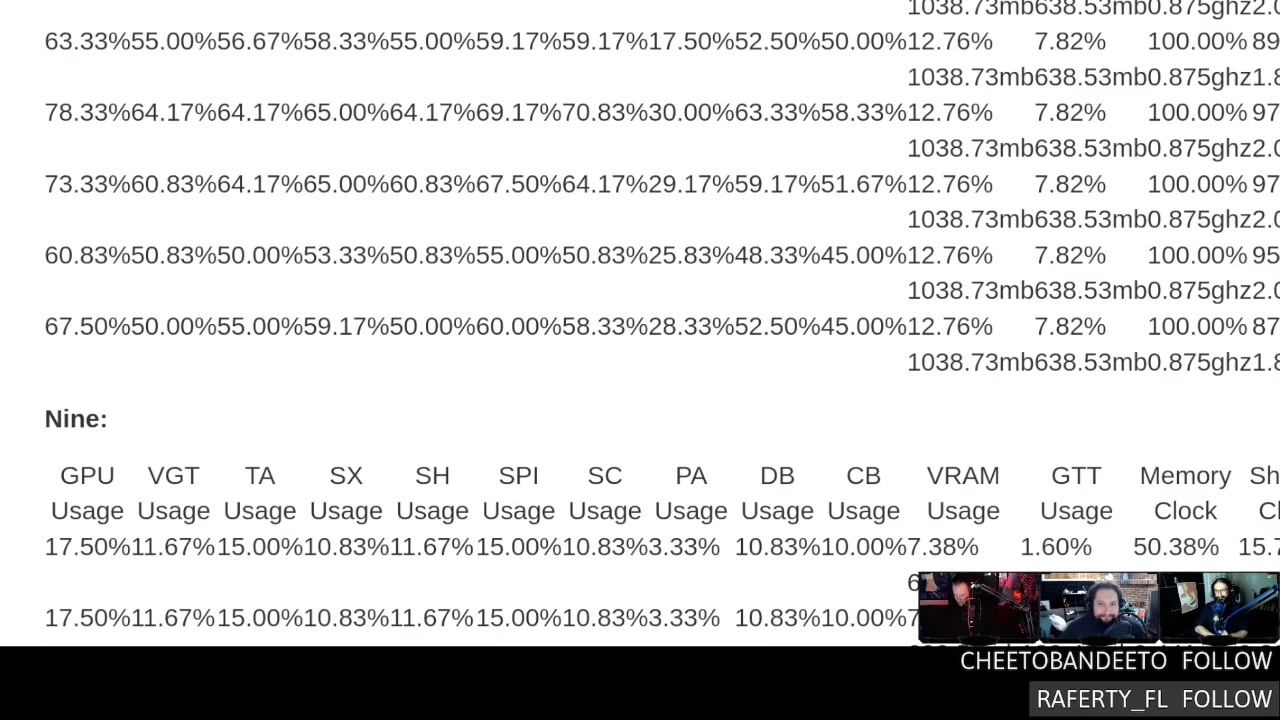 1038.73mb638.53mb0.875ghz2.0
63.33%55.00%56.67%58.33%55.00%59.17%59.17%17.50%52.50%50.00%12.76% 7.82% 100.00% 89
1038.73mb638.53mb0.875ghz1.8
78.33%64.17%64.17%65.00%64.17%69.17%70.83%30.00%63.33%58.33%12.76% 7.82% 100.00% 97
1038.73mb638.53mb0.875ghz2.0
73.33%60.83%64.17%65.00%60.83%67.50%64.17%29.17%59.17%51.67%12.76% 7.82% 100.00% 97
1038.73mb638.53mb0.875ghz2.0
60.83%50.83%50.00%53.33%50.83%55.00%50.83%25.83%48.33%45.00%12.76% 7.82% 100.00% 95
1038.73mb638.53mb0.875ghz2.0
67.50%50.00%55.00%59.17%50.00%60.00%58.33%28.33%52.50%45.00%12.76% 7.82% 100.00% 87
1038.73mb638.53mb0.875ghz1.8
Nine:
GPU VGT TA SX SH SPI SC PA DB CB VRAM GTT Memory Sh
Usage Usage Usage Usage Usage Usage Usage Usage Usage Usage Usage Usage Clock Cl
17.50%11.67%15.00%10.83%11.67%15.00%10.83%3.33% 10.83%10.00%7.38% 1.60% 50.38% 15.7
6
17.50%11.67%15.00%10.83%11.67%15.00%10.83%3.33% 10.83%10.00%7
CHEETOBANDEETO FOLLOW
RAFERTY_FL FOLLOW